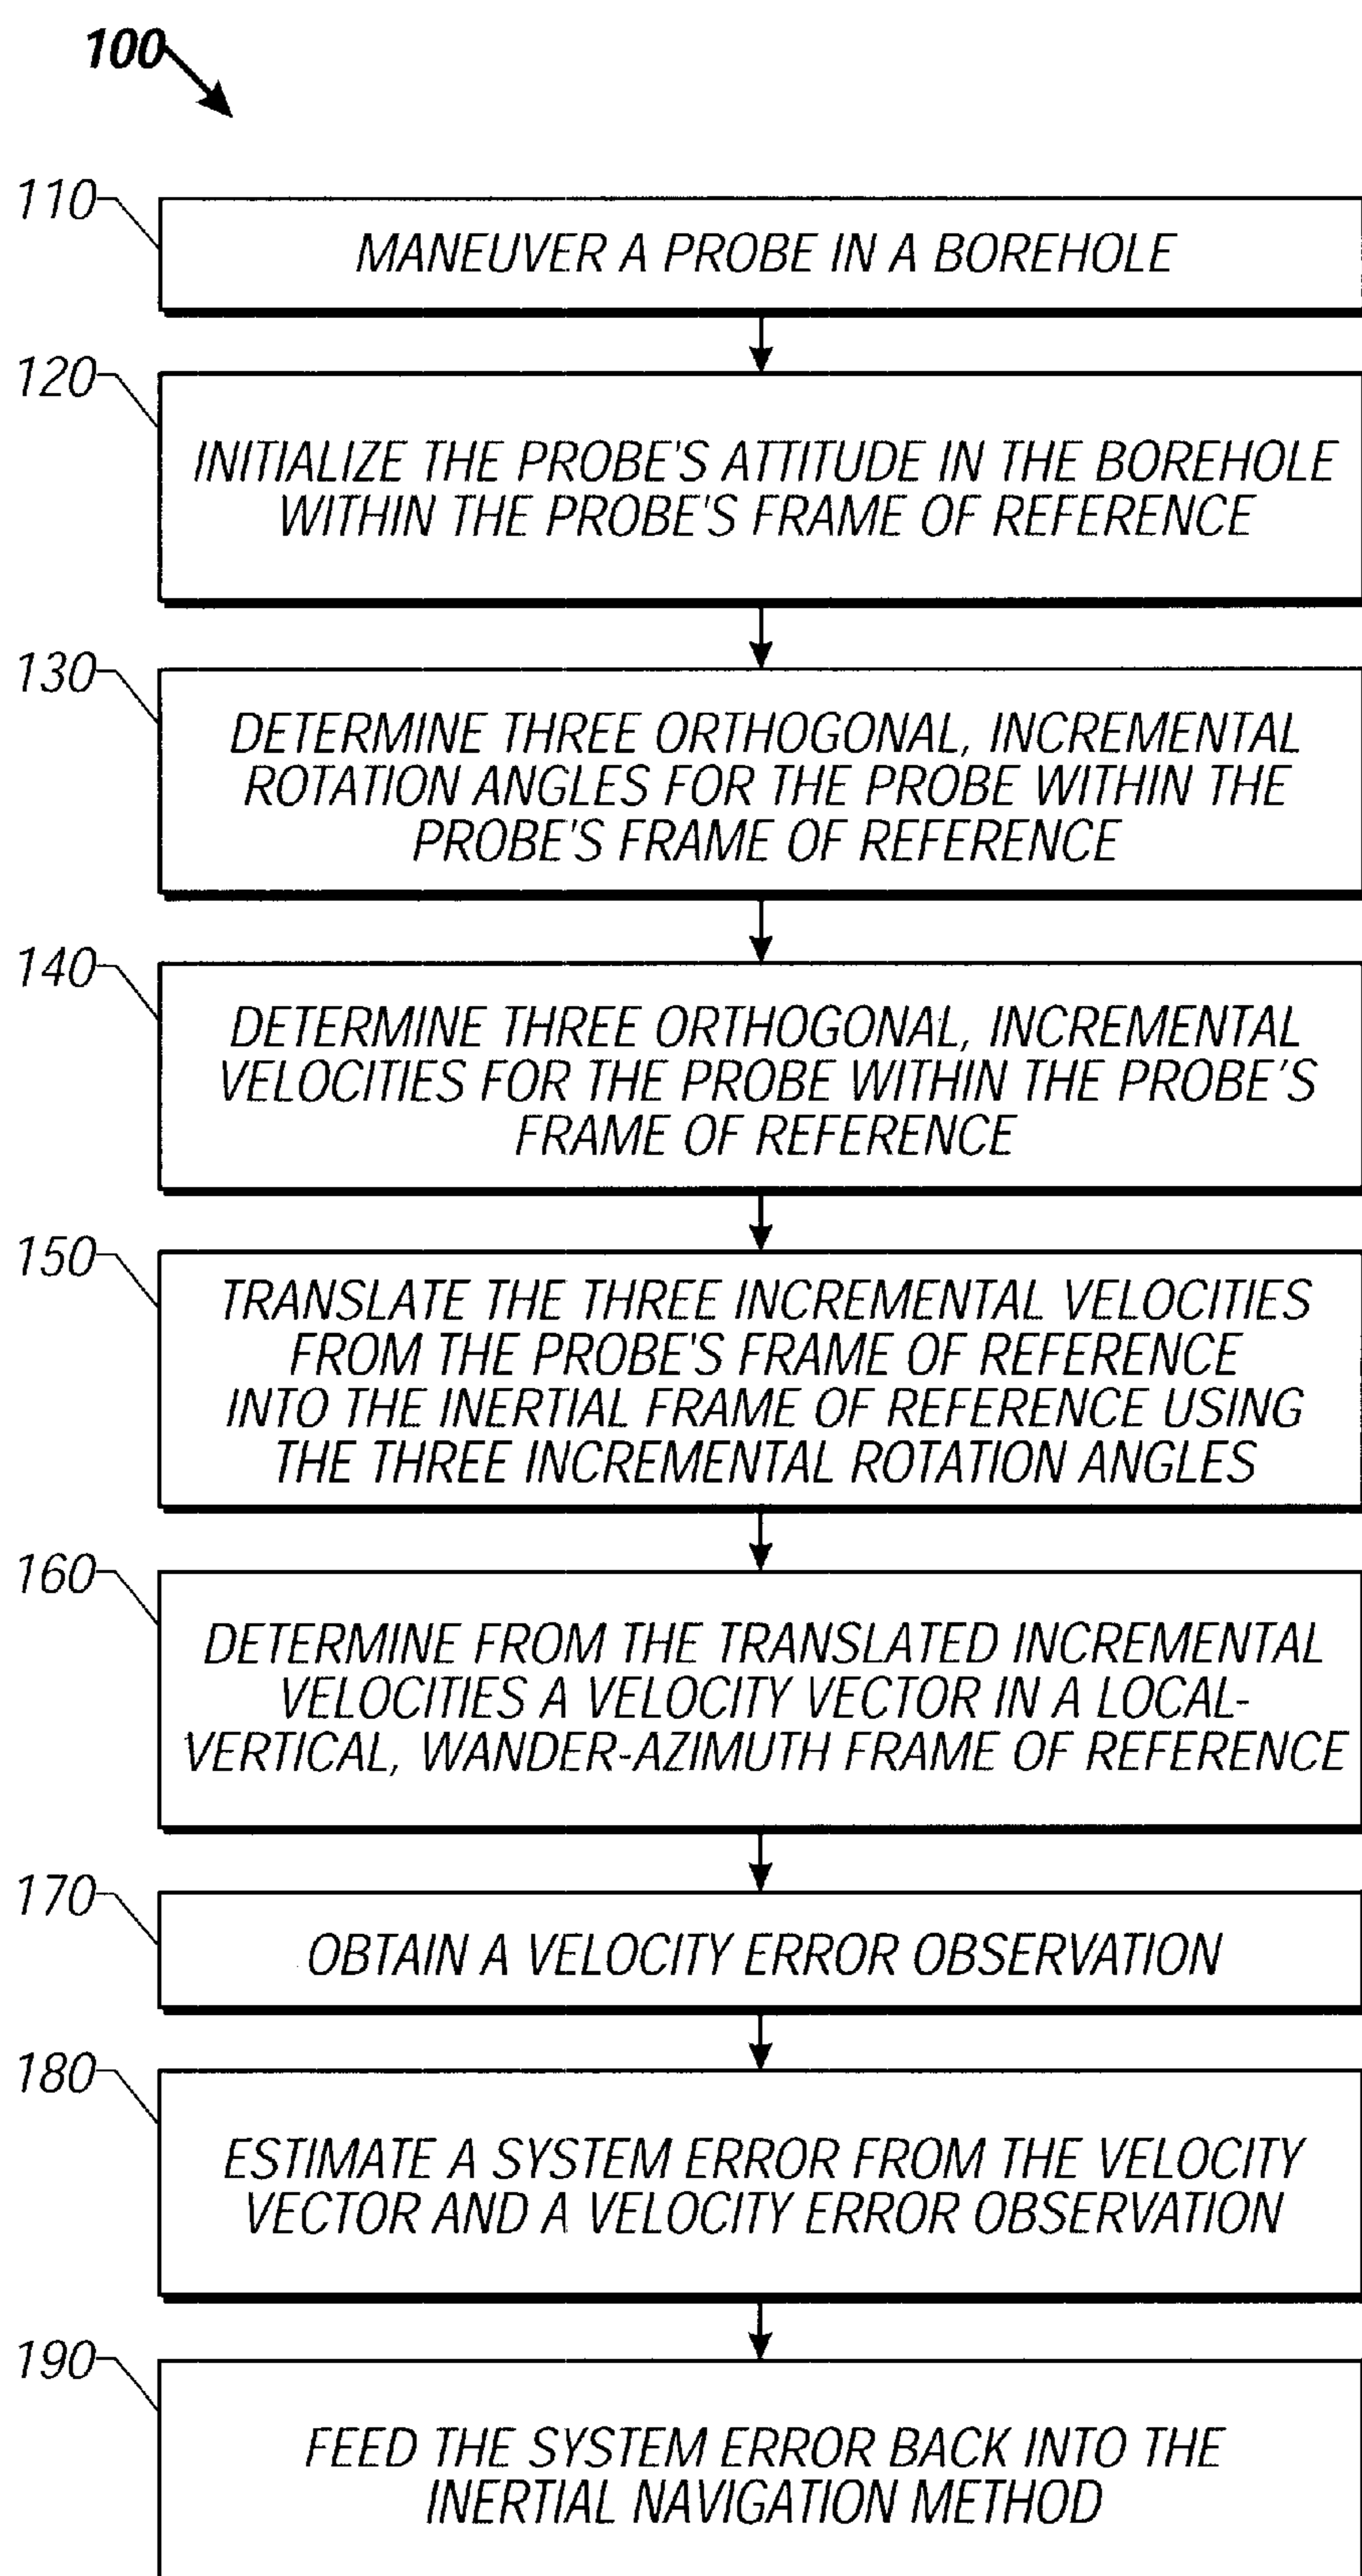 100
110
MANEUVER A PROBE IN A BOREHOLE
120
INITIALIZE THE PROBE'S ATTITUDE IN THE BOREHOLE
WITHIN THE PROBE'S FRAME OF REFERENCE
130
DETERMINE THREE ORTHOGONAL, INCREMENTAL
ROTATION ANGLES FOR THE PROBE WITHIN THE
PROBE'S FRAME OF REFERENCE
140
DETERMINE THREE ORTHOGONAL, INCREMENTAL
VELOCITIES FOR THE PROBE WITHIN THE PROBE'S
FRAME OF REFERENCE
150
TRANSLATE THE THREE INCREMENTAL VELOCITIES
FROM THE PROBE'S FRAME OF REFERENCE
INTO THE INERTIAL FRAME OF REFERENCE USING
THE THREE INCREMENTAL ROTATION ANGLES
160
DETERMINE FROM THE TRANSLATED INCREMENTAL
VELOCITIES A VELOCITY VECTOR IN A LOCAL-
VERTICAL, WANDER-AZIMUTH FRAME OF REFERENCE
170
OBTAIN A VELOCITY ERROR OBSERVATION
180
ESTIMATE A SYSTEM ERROR FROM THE VELOCITY
VECTOR AND A VELOCITY ERROR OBSERVATION
190
FEED THE SYSTEM ERROR BACK INTO THE
INERTIAL NAVIGATION METHOD